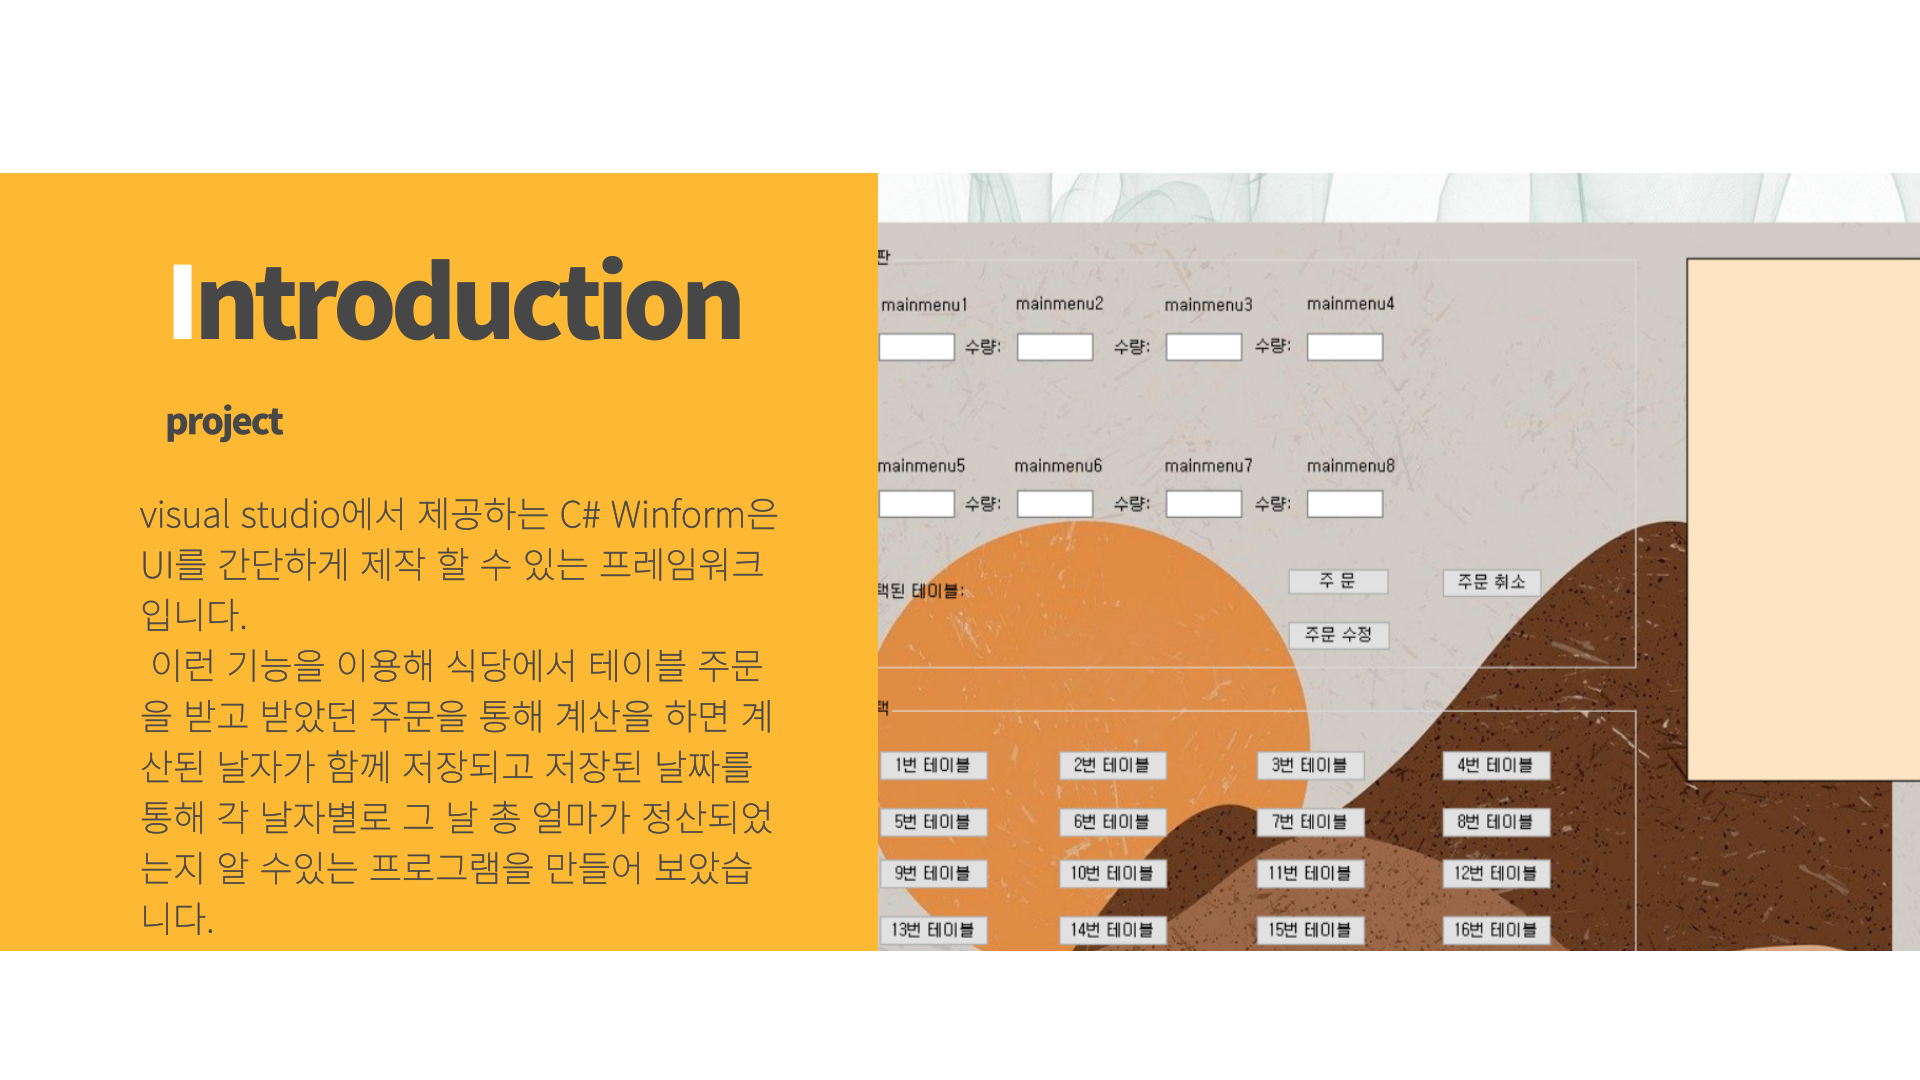 Introduction
project
visual studio에서 제공하는 C# Winform은
UI를 간단하게 제작 할 수 있는 프레임워크
입니다.
이런 기능을 이용해 식당에서 테이블 주문
을 받고 받았던 주문을 통해 계산을 하면 계
산된 날자가 함께 저장되고 저장된 날짜를
통해 각 날자별로 그 날 총 얼마가 정산되었
는지 알 수있는 프로그램을 만들어 보았습
니다.
판
mainmenu1 mainmenu2 mainmenu3 mainmenu4
수량: 수량: 수량:
mainmenu5 mainmenu6 mainmenu7 mainmenu8
수량: 수량: 수량:
주 문 주문 취소
택된 테이블:
주문 수정
택
1번 테이블 2번 테이블 3번 테이블 4번 테이블
5번 테이블 6번 테이블 7번 테이블 8번 테이블
9번 테이블 10번 테이블 11번 테이블 12번 테이블
13번 테이블 14번 테이블 15번 테이블 16번 테이블